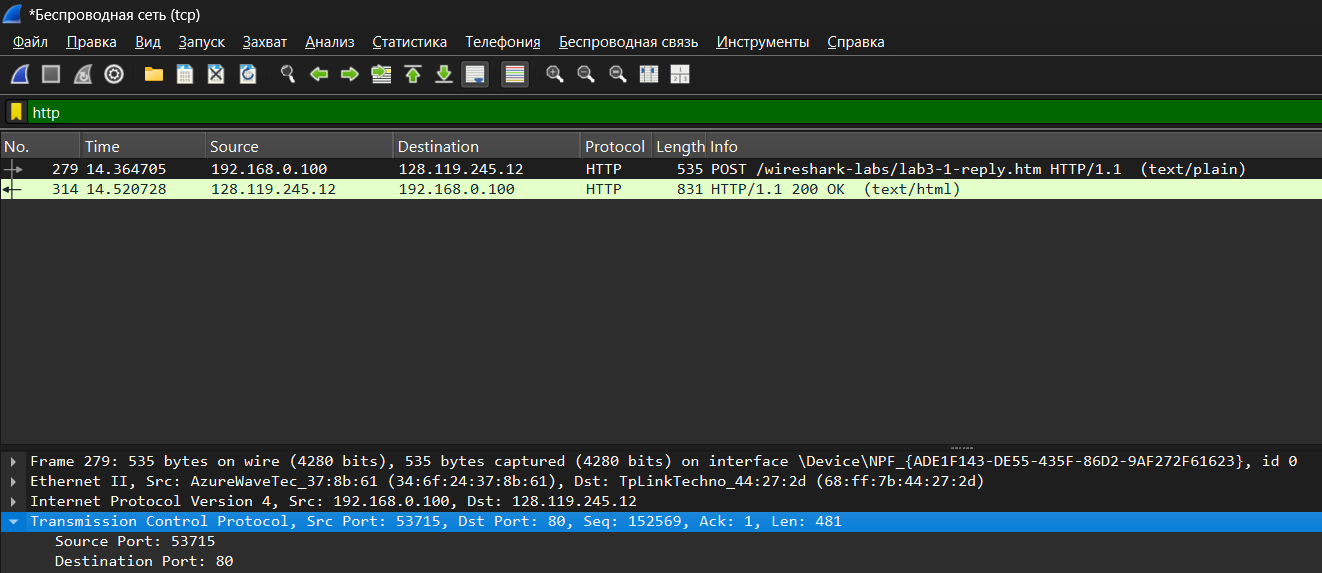 *Беспроводная сеть (tcp)
Файл Правка Вид Запуск Захват Анализ Статистика Телефония Беспроводная связь Инструменты Справка
http
No. Time Source Destination Protocol Length Info
279 14.364705 192.168.0.100 128.119.245.12 HTTP 535 POST /wireshark-labs/lab3-1-reply.htm HTTP/1.1 (text/plain)
314 14.520728 128.119.245.12 192.168.0.100 HTTP 831 HTTP/1.1 200 OK (text/html)
Frame 279: 535 bytes on wire (4280 bits), 535 bytes captured (4280 bits) on interface \Device\NPF_{ADE1F143-DE55-435F-86D2-9AF272F61623}, id 0
Ethernet II, Src: AzureWaveTec_37:8b:61 (34:6f:24:37:8b:61), Dst: TpLinkTechno_44:27:2d (68:ff:7b:44:27:2d)
Internet Protocol Version 4, Src: 192.168.0.100, Dst: 128.119.245.12
Transmission Control Protocol, Src Port: 53715, Dst Port: 80, Seq: 152569, Ack: 1, Len: 481
Source Port: 53715
Destination Port: 80